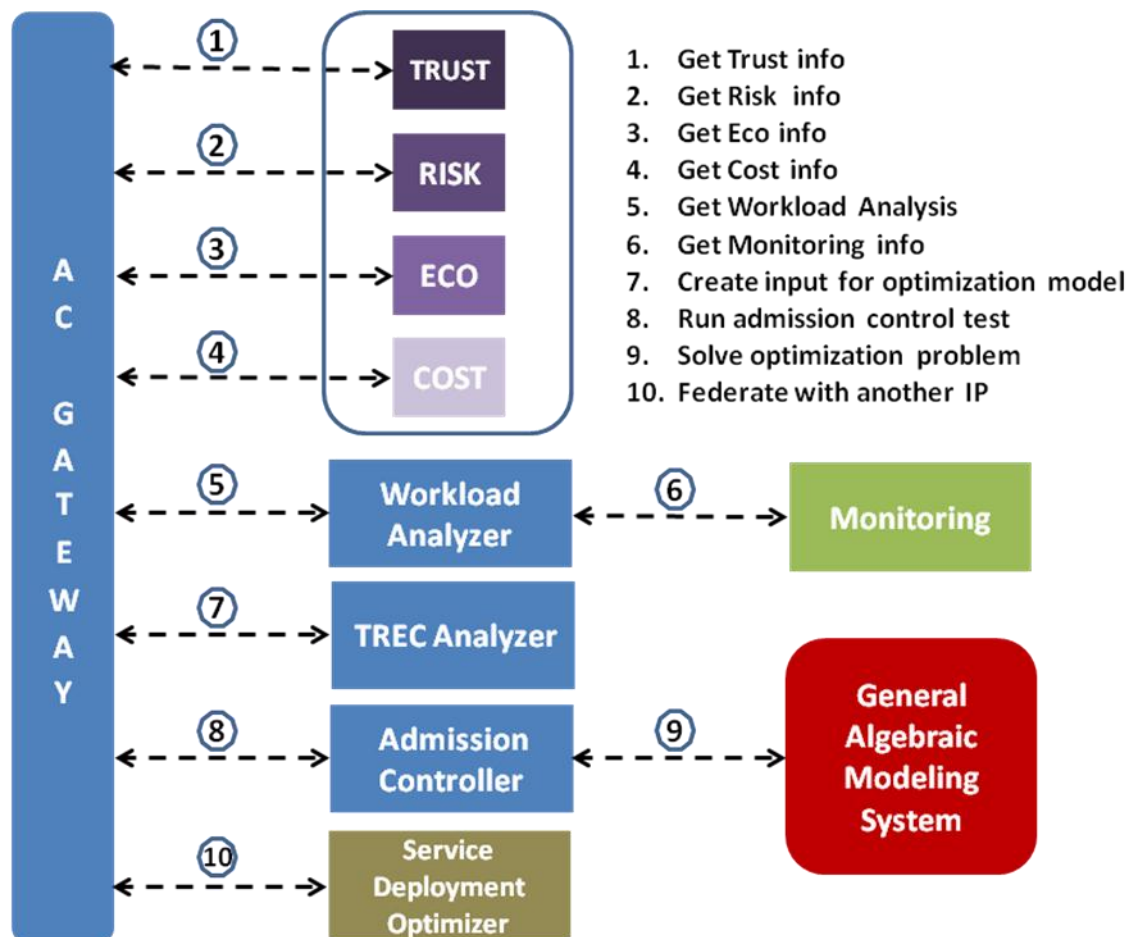 1
TRUST
2
RISK
3
ECO
4
COST
1. Get Trust info
2. Get Risk info
3. Get Eco info
4. Get Cost info
5. Get Workload Analysis
6. Get Monitoring info
7. Create input for optimization model
8. Run admission control test
9. Solve optimization problem
10. Federate with another IP
AC GATEWAY
5
Workload
Analyzer
6
Monitoring
7
TREC Analyzer
8
Admission
Controller
9
General
Algebraic
Modeling
System
10
Service
Deployment
Optimizer